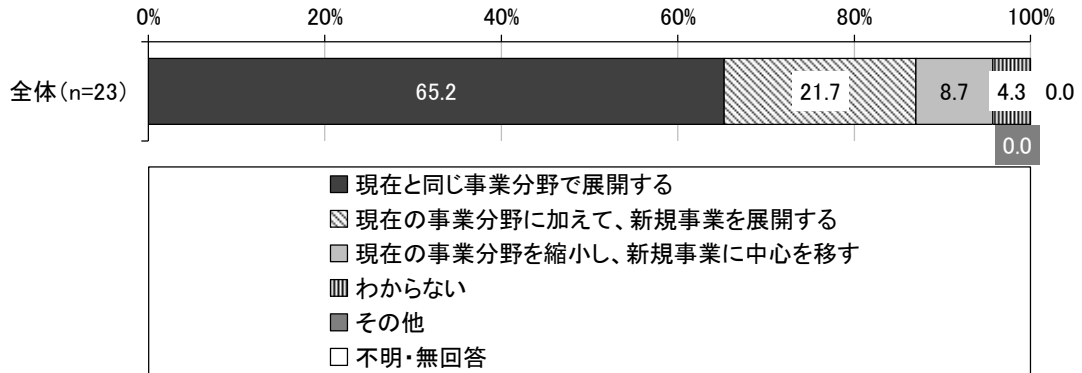 0% 20% 40% 60% 80% 100%
全体(n=23) 65.2 21.7 8.7 4.3 0.0
0.0
現在と同じ事業分野で展開する
現在の事業分野に加えて、新規事業を展開する
現在の事業分野を縮小し、新規事業に中心を移す
わからない
その他
不明・無回答